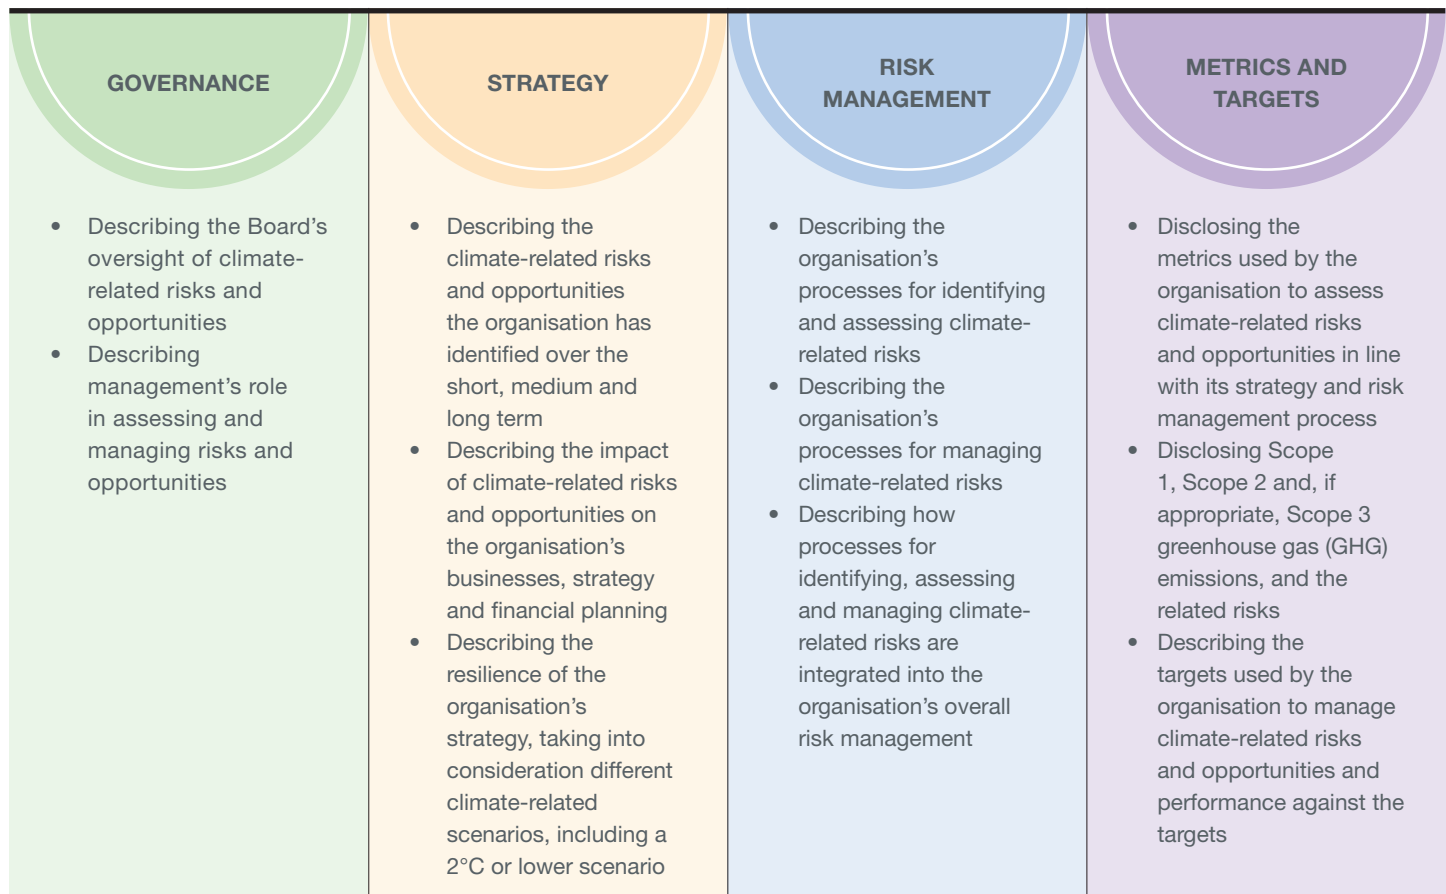 GOVERNANCE
• Describing the Board’s
oversight of climate-
related risks and
opportunities
• Describing
management’s role
in assessing and
managing risks and
opportunities
STRATEGY
• Describing the
climate-related risks
and opportunities
the organisation has
identified over the
short, medium and
long term
• Describing the impact
of climate-related risks
and opportunities on
the organisation’s
businesses, strategy
and financial planning
• Describing the
resilience of the
organisation’s
strategy, taking into
consideration different
climate-related
scenarios, including a
2°C or lower scenario
RISK
MANAGEMENT
• Describing the
organisation’s
processes for identifying
and assessing climate-
related risks
• Describing the
organisation’s
processes for managing
climate-related risks
• Describing how
processes for
identifying, assessing
and managing climate-
related risks are
integrated into the
organisation’s overall
risk management
METRICS AND
TARGETS
• Disclosing the
metrics used by the
organisation to assess
climate-related risks
and opportunities in line
with its strategy and risk
management process
• Disclosing Scope
1, Scope 2 and, if
appropriate, Scope 3
greenhouse gas (GHG)
emissions, and the
related risks
• Describing the
targets used by the
organisation to manage
climate-related risks
and opportunities and
performance against the
targets